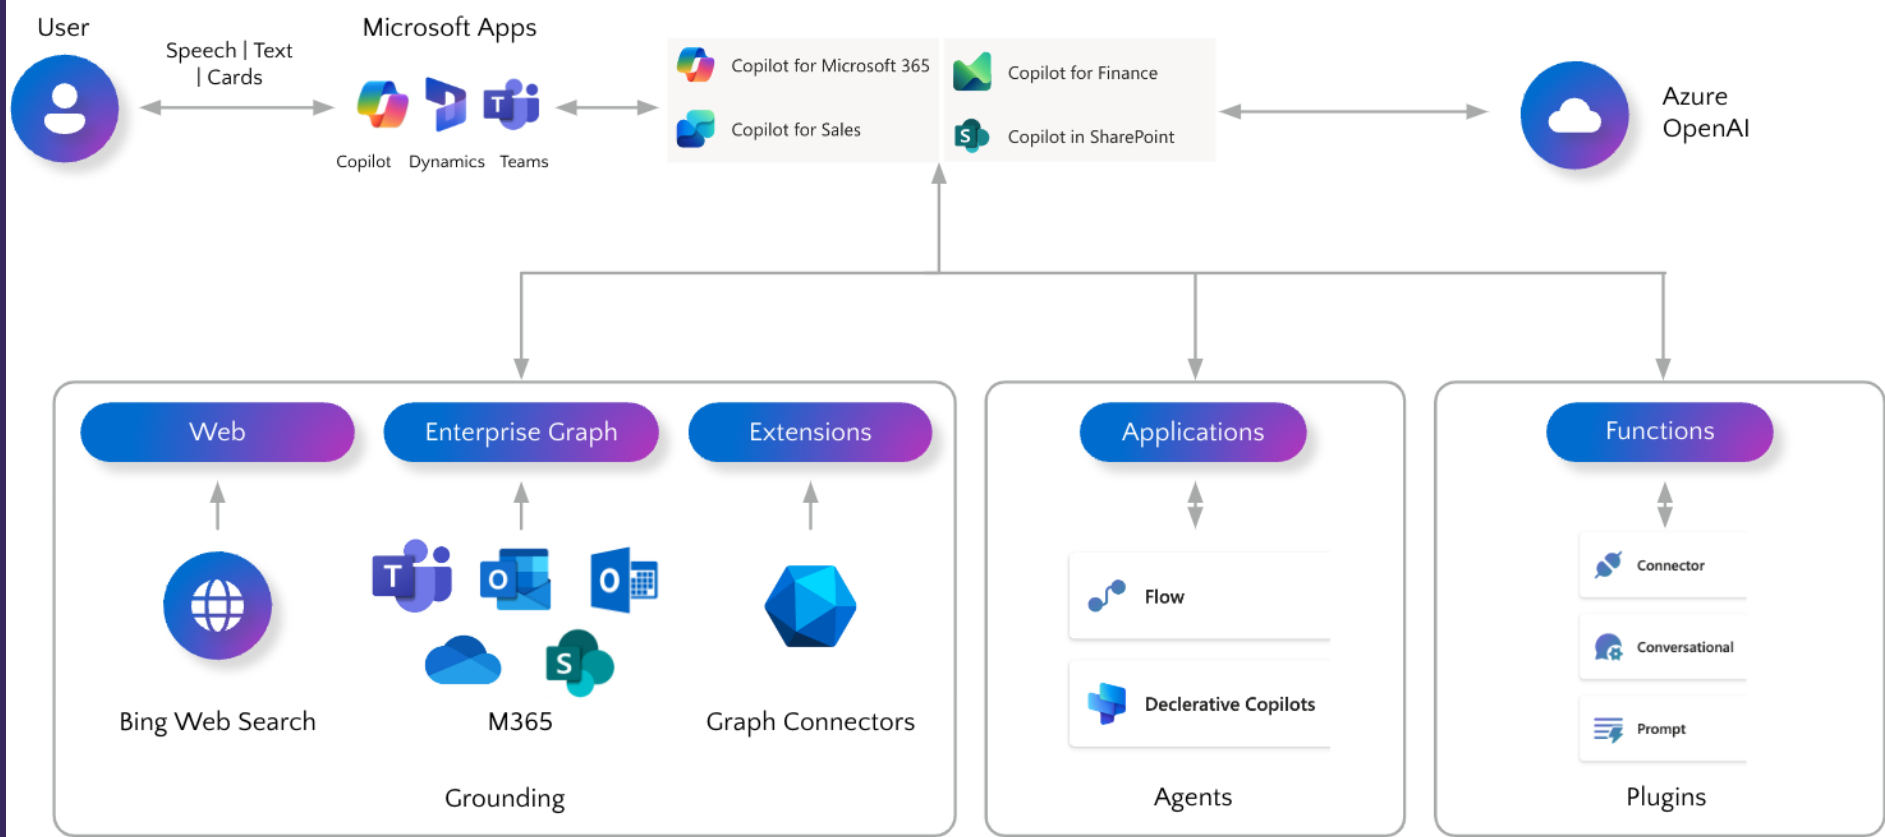 User
Speech | Text
| Cards
Microsoft Apps
Copilot
Dynamics
Teams
Copilot for Microsoft 365
Copilot for Sales
Copilot for Finance
Copilot in SharePoint
Azure
OpenAI
Web
Enterprise Graph
Extensions
Bing Web Search
M365
Graph Connectors
Grounding
Applications
Flow
Declerative Copilots
Agents
Functions
Connector
Conversational
Prompt
Plugins